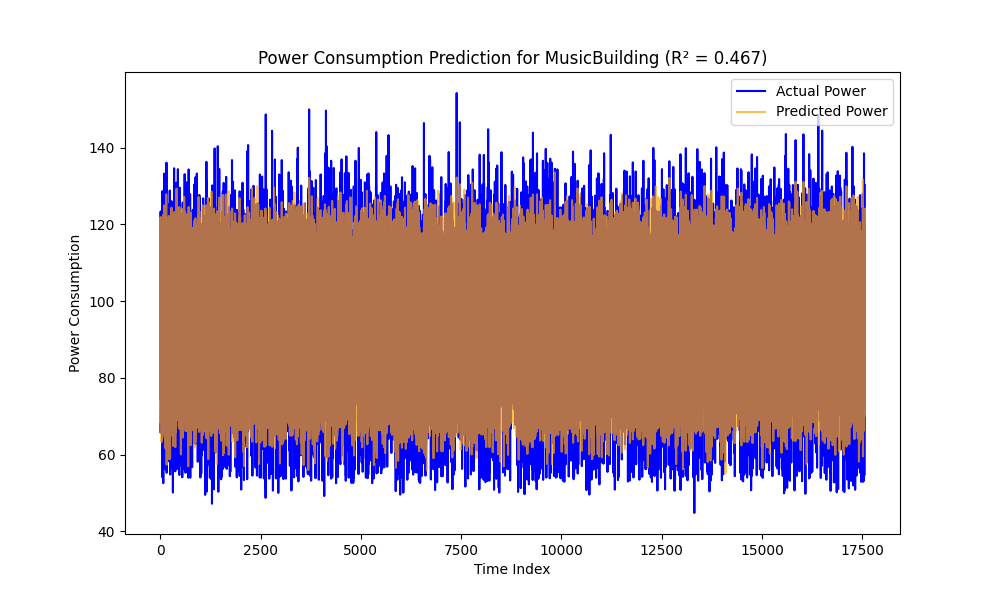 Power Consumption Prediction for MusicBuilding (R² = 0.467)
Actual Power
Predicted Power
Power Consumption
140
120
100
80
60
40
0 2500 5000 7500 10000 12500 15000 17500
Time Index